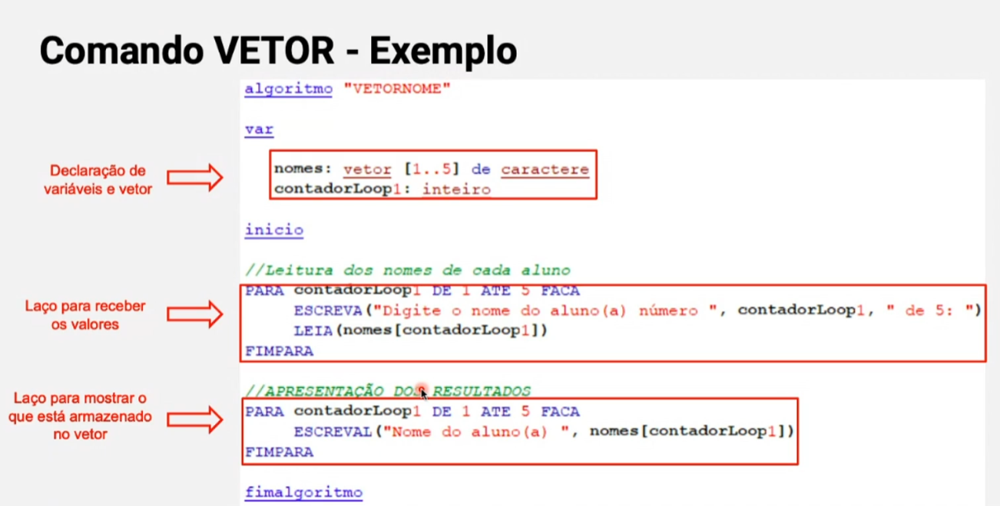 Comando VETOR - Exemplo
algoritmo "VETORNOME"
var
Declaração de
variáveis e vetor
nomes: vetor [1..5] de caractere
contadorLoop1: inteiro
inicio
//Leitura dos nomes de cada aluno
Laço para receber
os valores
PARA contadorLoop1 DE 1 ATE 5 FACA
ESCREVA("Digite o nome do aluno(a) número ", contadorLoop1, " de 5: ")
LEIA(nomes[contadorLoop1])
FIMPARA
//APRESENTAÇÃO DOS RESULTADOS
Laço para mostrar o
que está armazenado
no vetor
PARA contadorLoop1 DE 1 ATE 5 FACA
ESCREVAL("Nome do aluno(a) ", nomes[contadorLoop1])
FIMPARA
fimalgoritmo